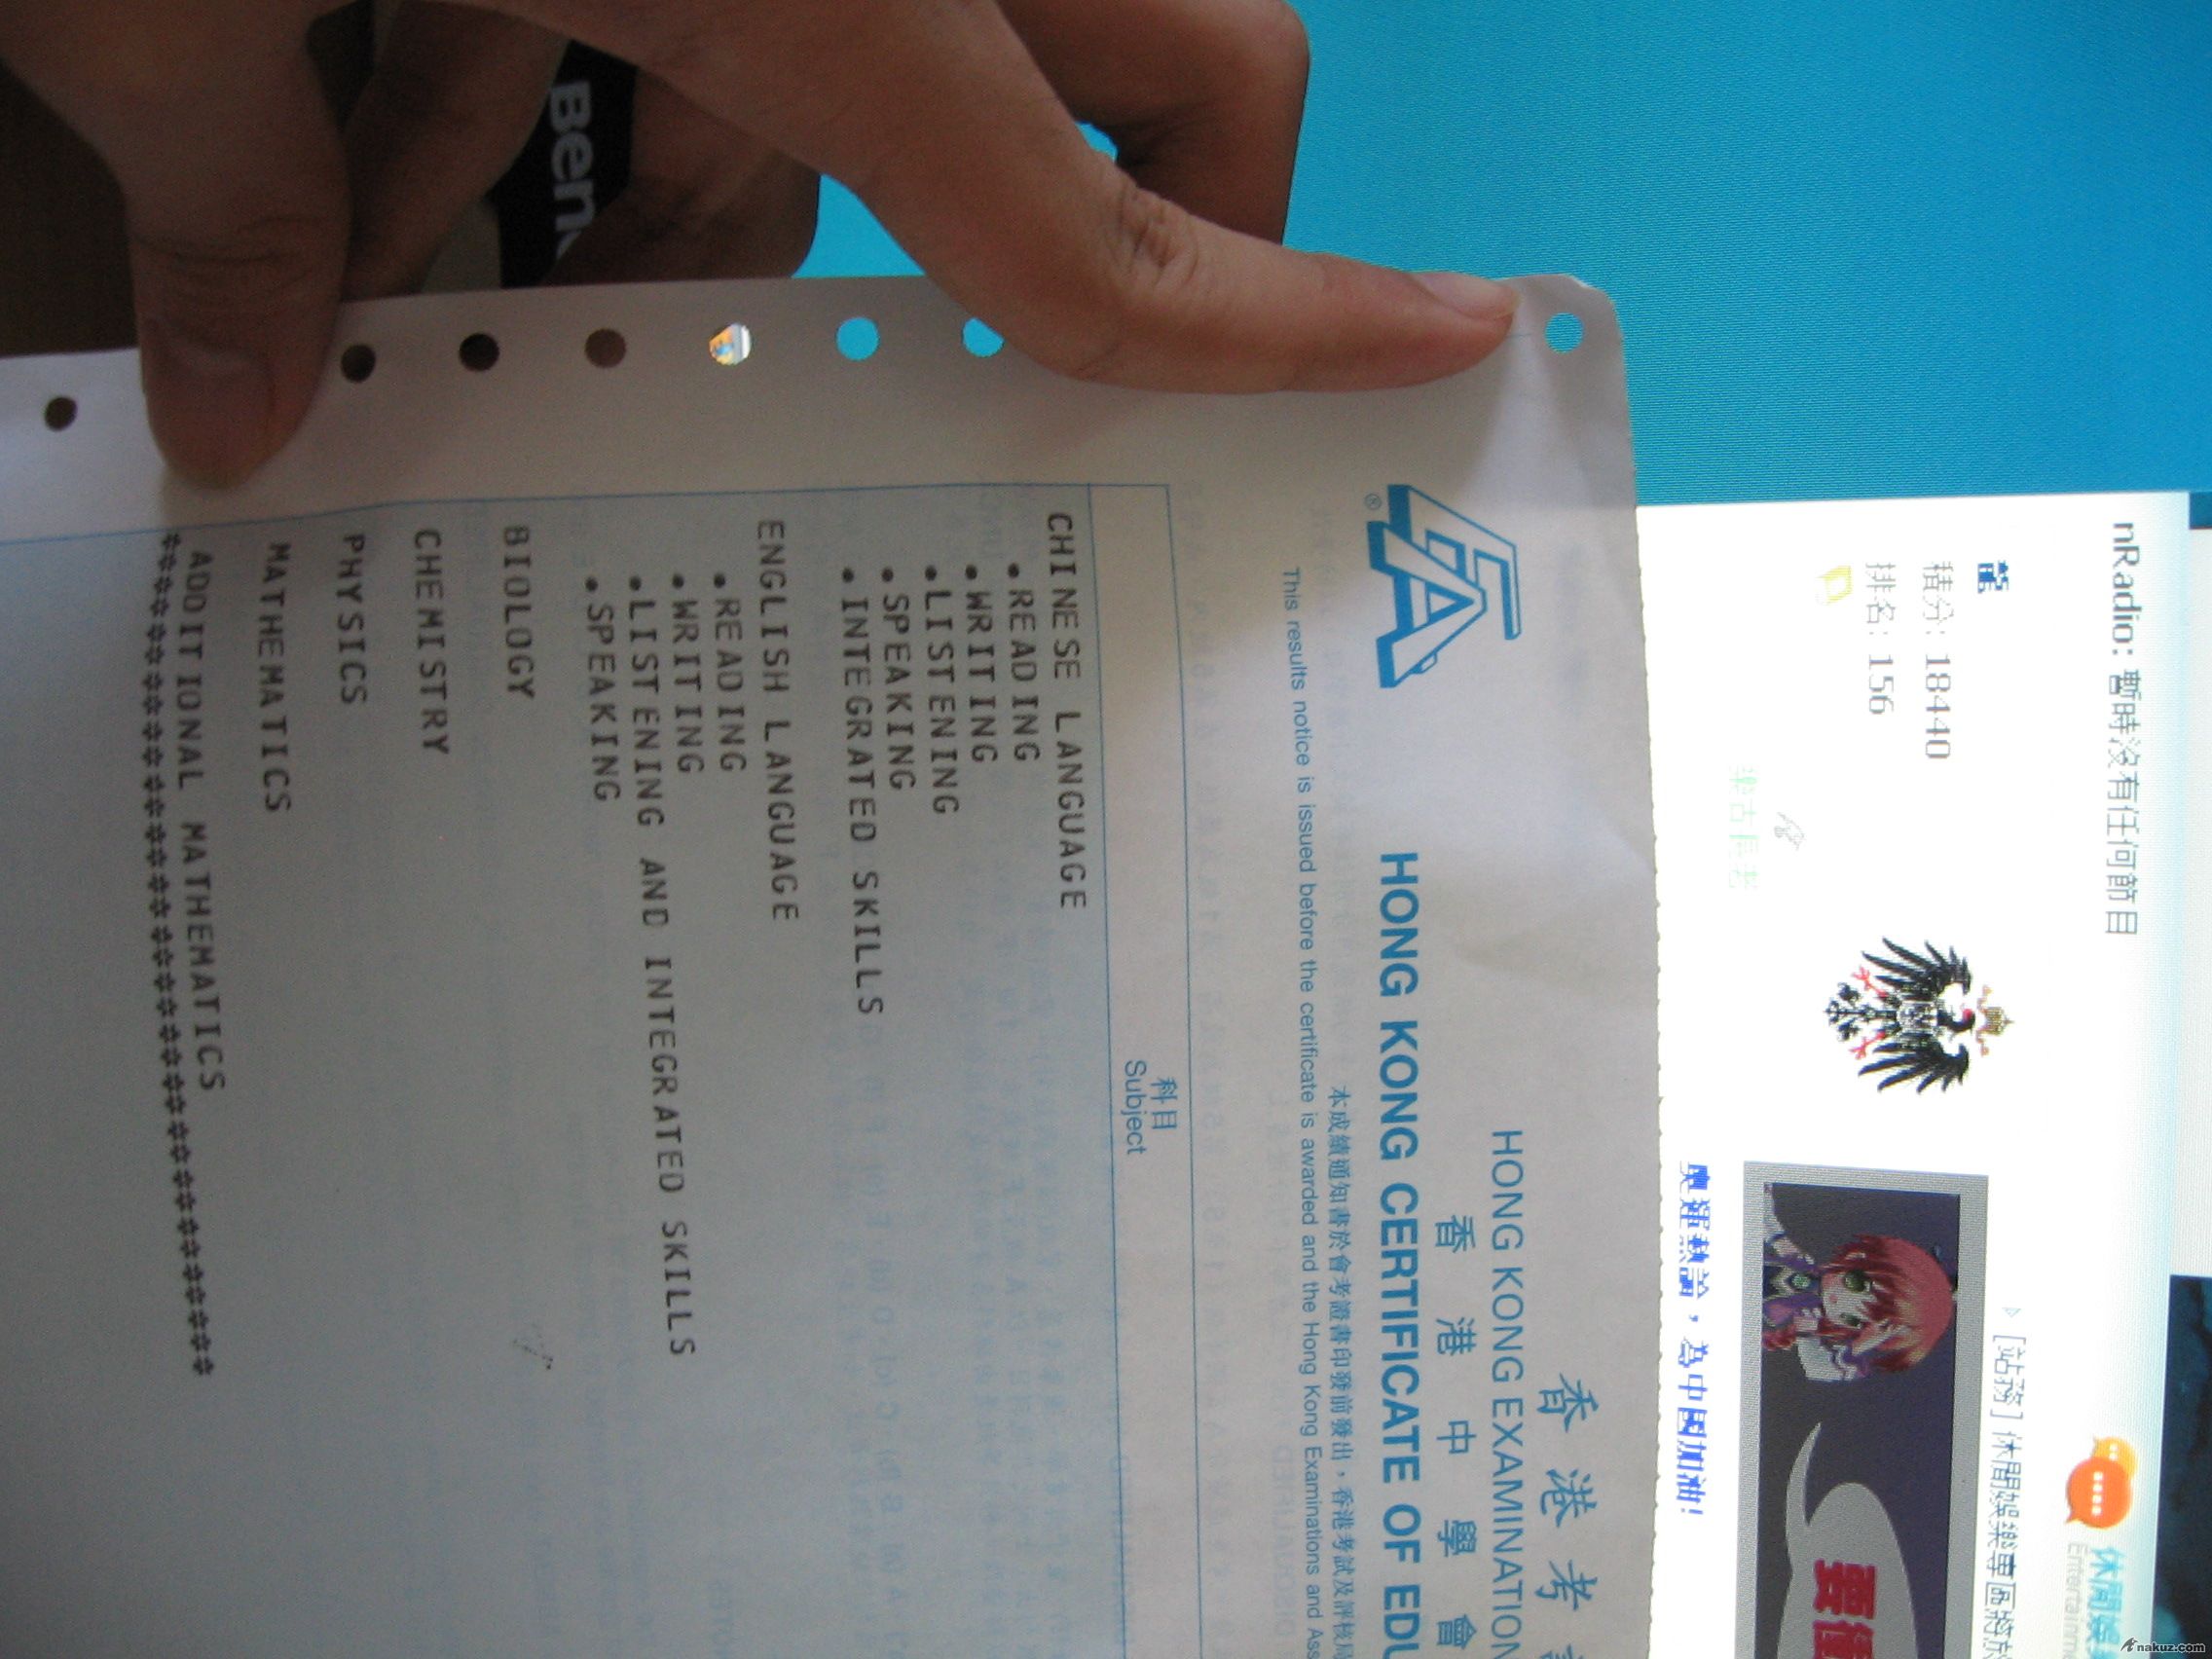 BenQ
nRadio: 暫時沒有任何節目
積分: 18440
排名: 156
奧運熱論，為中國加油!
[站務] 休閒娛樂專區
香港考
HONG KONG EXAMINATION
香港中學會
HONG KONG CERTIFICATE OF EDU
本成績通知書於會考證書印發前發出，香港考試及評核局
This results notice is issued before the certificate is awarded and the Hong Kong Examinations and Ass
EA
®
科目
Subject
CHINESE LANGUAGE
•READING
•WRITING
•LISTENING
•SPEAKING
•INTEGRATED SKILLS
ENGLISH LANGUAGE
•READING
•WRITING
•LISTENING AND INTEGRATED SKILLS
•SPEAKING
BIOLOGY
CHEMISTRY
PHYSICS
MATHEMATICS
ADDITIONAL MATHEMATICS
nakuz.com